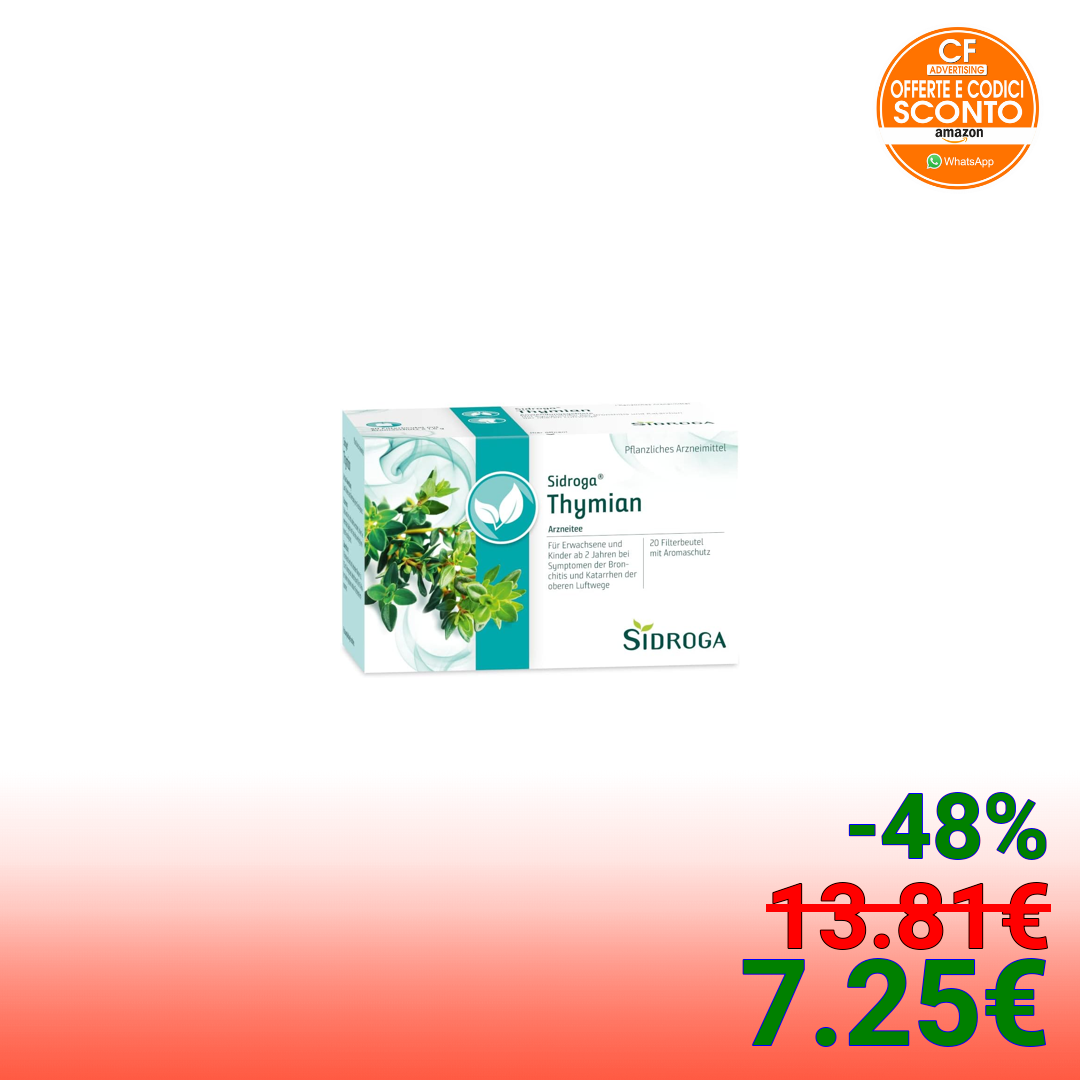 CF
ADVERTISING
OFFERTE E CODICI
SCONTO
amazon
WhatsApp
Thymian
SIDROGA
Pflanzliches Arzneimittel
Sidroga®
Thymian
Arzneitee
Für Erwachsene und
Kinder ab 2 Jahren bei
Symptomen der Bron-
chitis und Katarrhen der
oberen Luftwege
20 Filterbeutel
mit Aromaschutz
SIDROGA
-48%
13.81€
7.25€